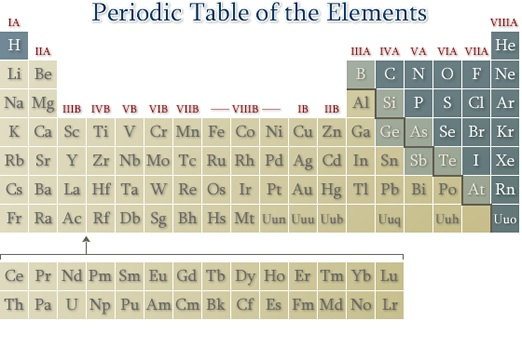 Periodic Table of the Elements
IA VIIIA
H IIA IIIA IVA VA VIA VIIA He
Li Be B C N O F Ne
Na Mg IIIB IVB VB VIB VIIB VIIIB IB IIB Al Si P S Cl Ar
K Ca Sc Ti V Cr Mn Fe Co Ni Cu Zn Ga Ge As Se Br Kr
Rb Sr Y Zr Nb Mo Tc Ru Rh Pd Ag Cd In Sn Sb Te I Xe
Cs Ba La Hf Ta W Re Os Ir Pt Au Hg Tl Pb Bi Po At Rn
Fr Ra Ac Rf Db Sg Bh Hs Mt Uun Uuu Uub Uuq Uuh Uuo
Ce Pr Nd Pm Sm Eu Gd Tb Dy Ho Er Tm Yb Lu
Th Pa U Np Pu Am Cm Bk Cf Es Fm Md No Lr